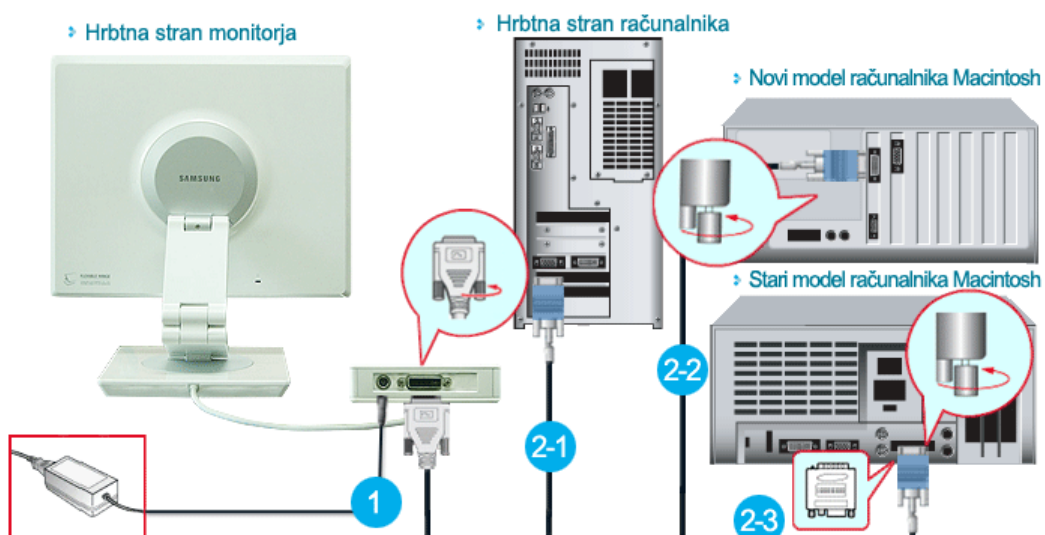 Hrbtna stran monitorja
Hrbtna stran računalnika
Novi model računalnika Macintosh
SAMSUNG
Stari model računalnika Macintosh
2-2
2-1
1
2-3